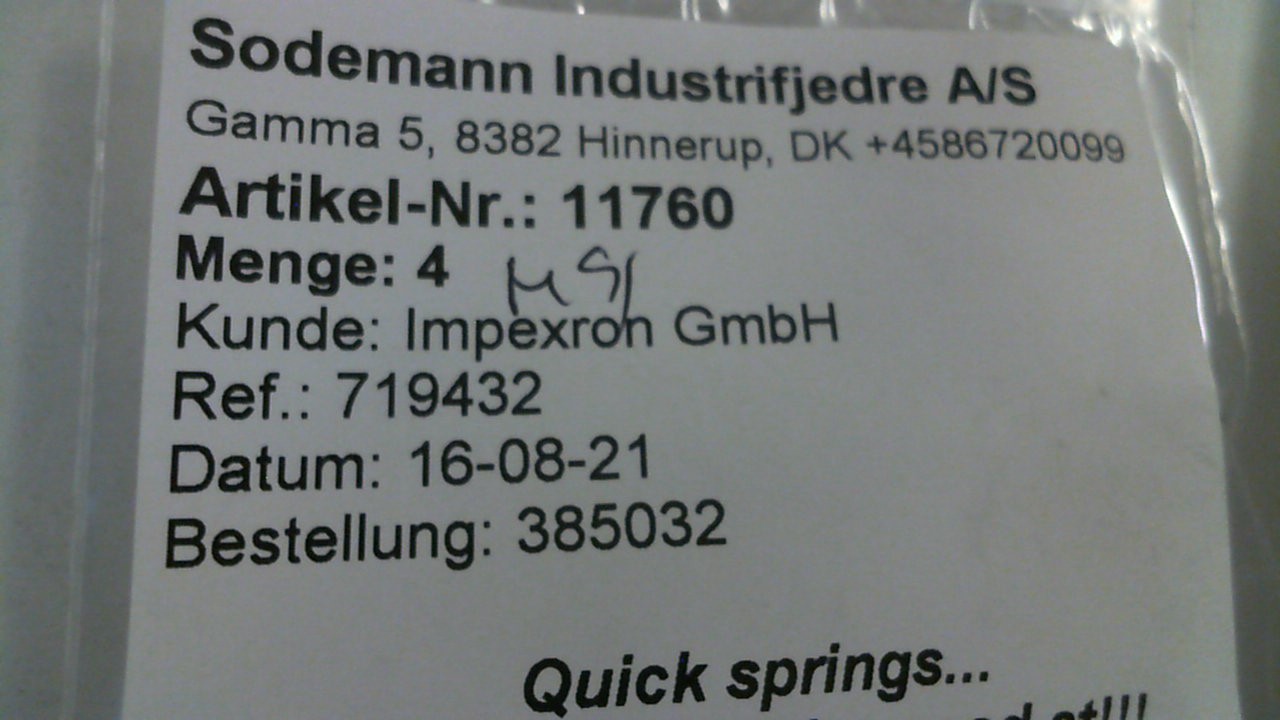 Sodemann Industrifjedre A/S
Gamma 5, 8382 Hinnerup, DK +4586720099
Artikel-Nr.: 11760
Menge: 4
Kunde: Impexron GmbH
Ref.: 719432
Datum: 16-08-21
Bestellung: 385032
Quick springs...